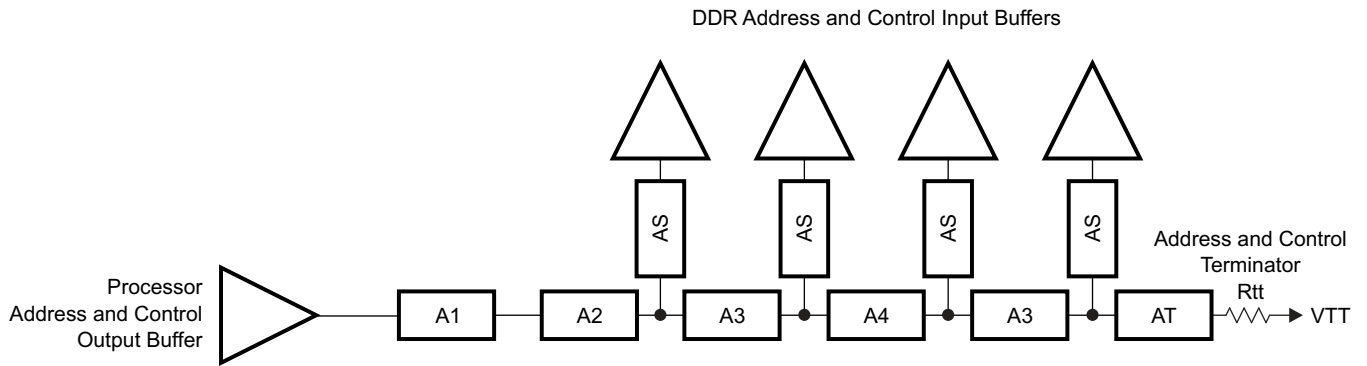 DDR Address and Control Input Buffers
AS
AS
AS
AS
Address and Control
Terminator
Rtt
Processor
Address and Control
Output Buffer
A1
A2
A3
A4
A3
AT
VTT